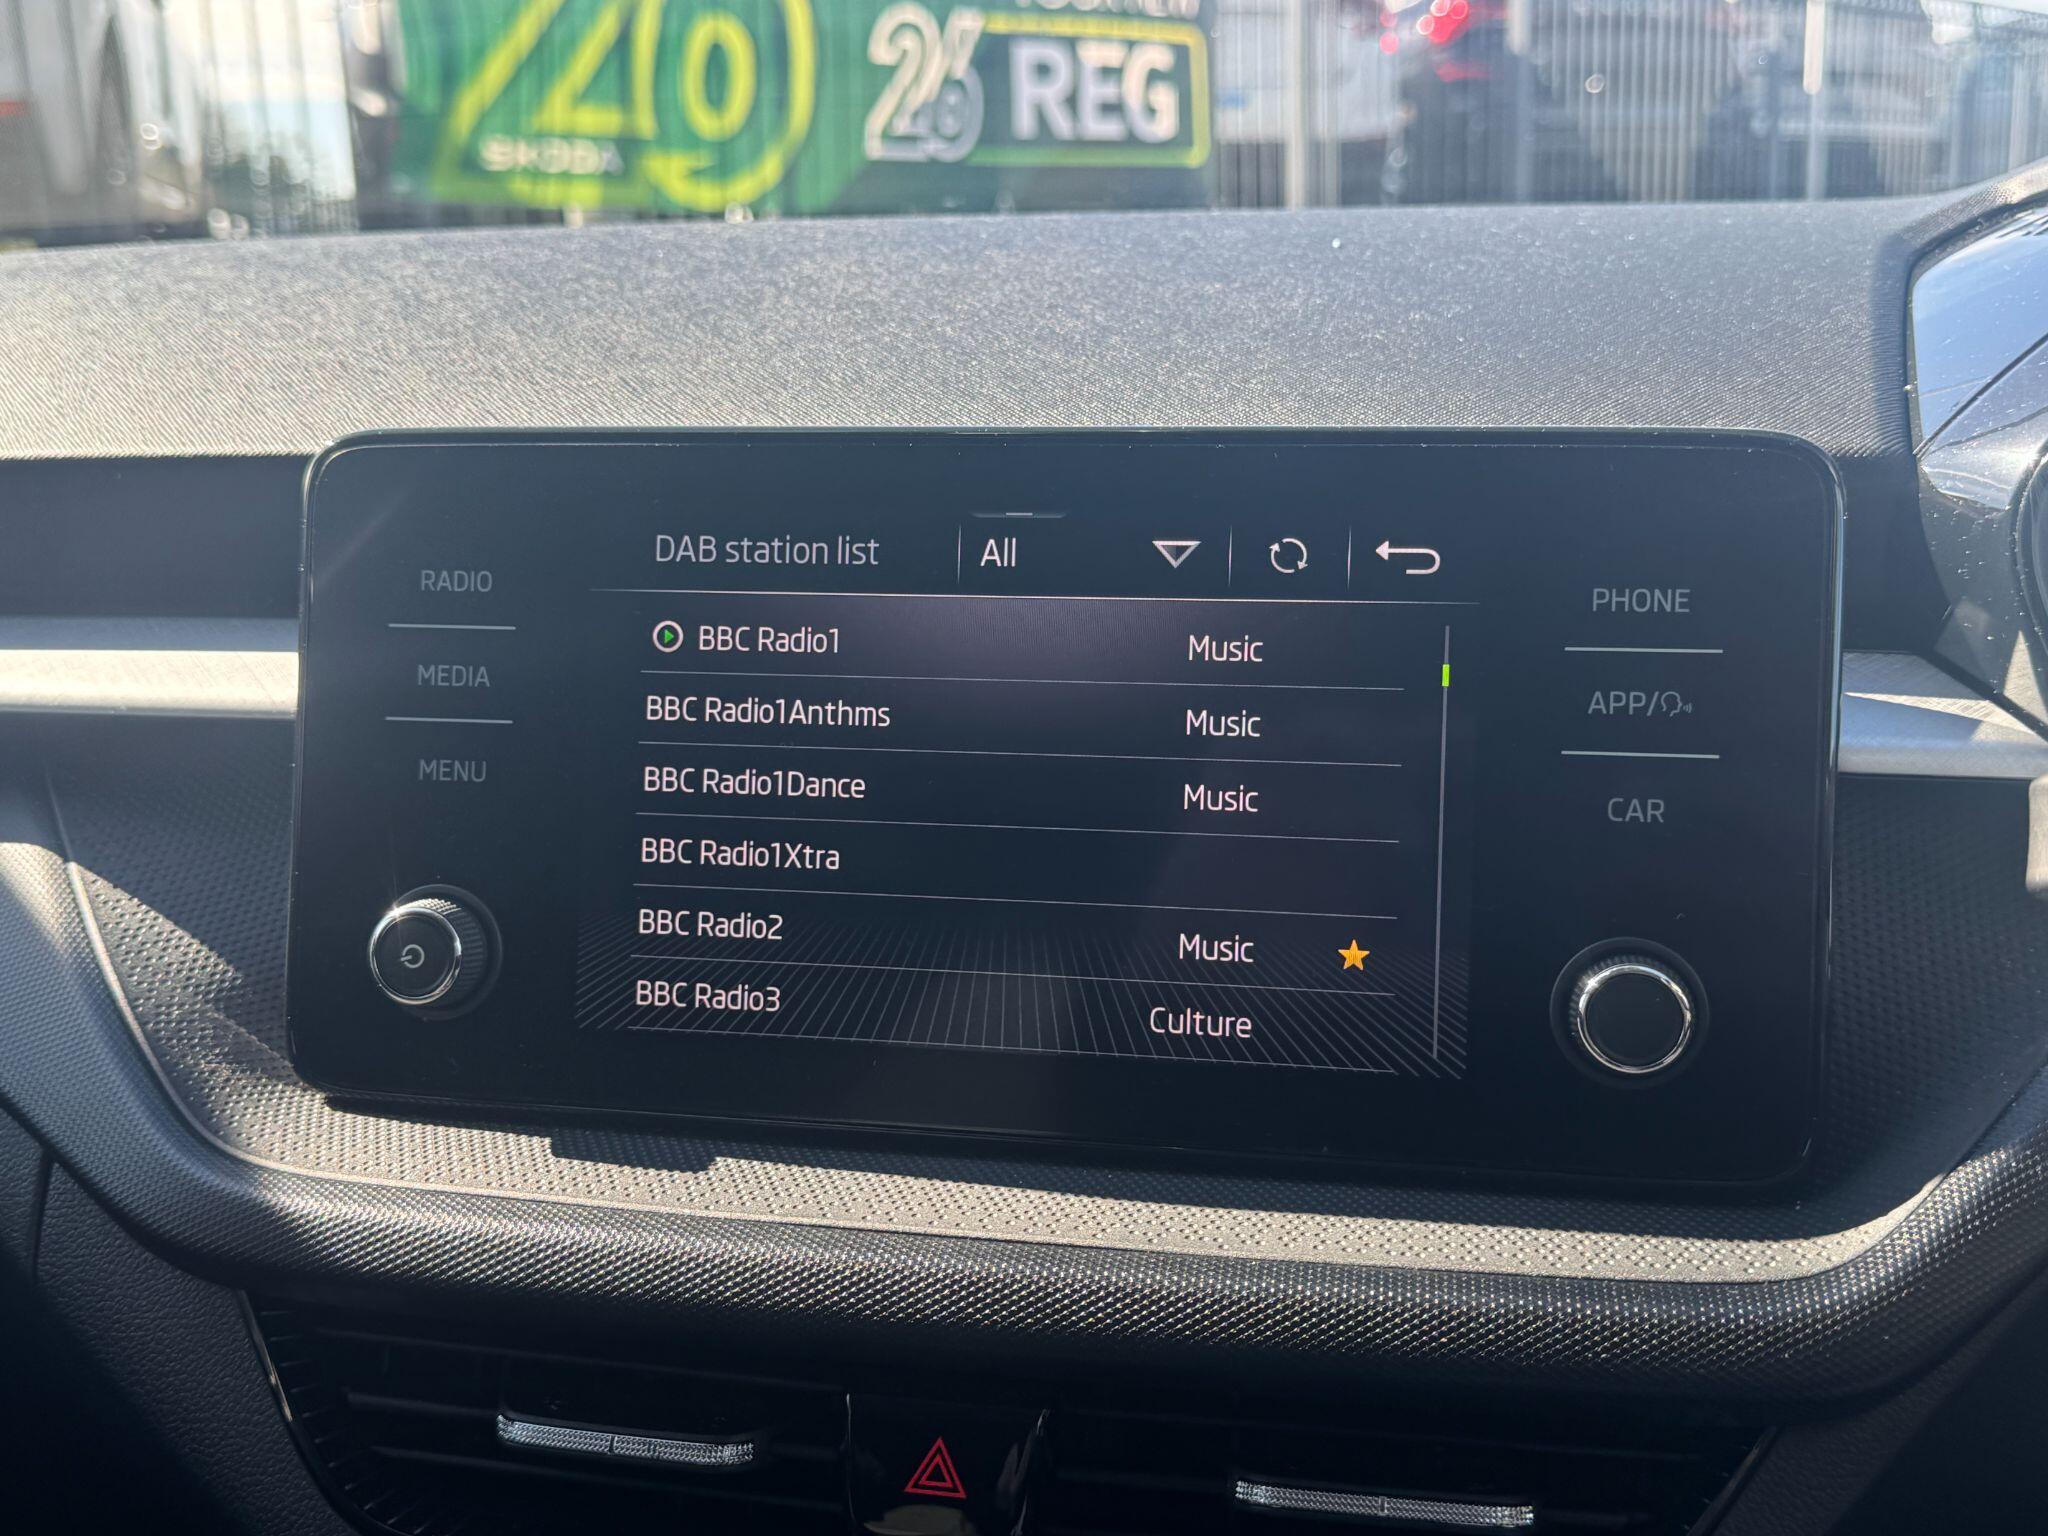 40
26 REG
SKODA
DAB station list All
RADIO
MEDIA
MENU
BBC Radio1 Music
BBC Radio1Anthms Music
BBC Radio1Dance Music
BBC Radio1Xtra
BBC Radio2 Music
BBC Radio3 Culture
PHONE
APP/
CAR